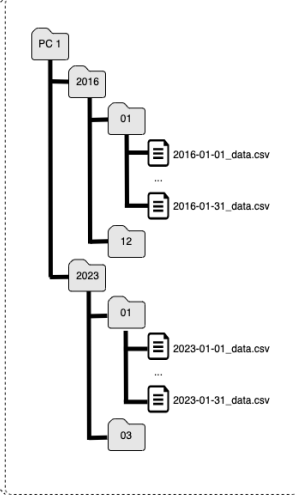 PC 1
2016
01
2016-01-01_data.csv
...
2016-01-31_data.csv
12
2023
01
2023-01-01_data.csv
...
2023-01-31_data.csv
03